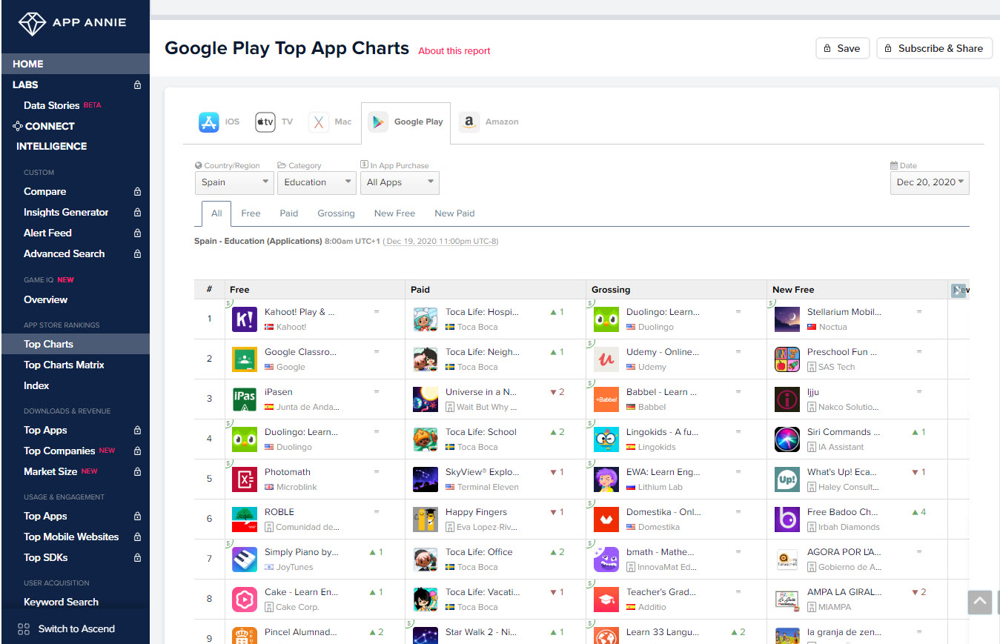 APP ANNIE
HOME
LABS
Data Stories BETA
CONNECT
INTELLIGENCE
CUSTOM
Compare
Insights Generator
Alert Feed
Advanced Search
GAME IQ NEW
Overview
APP STORE RANKINGS
Top Charts
Top Charts Matrix
Index
DOWNLOADS & REVENUE
Top Apps
Top Companies NEW
Market Size NEW
USAGE & ENGAGEMENT
Top Apps
Top Mobile Websites
Top SDKs
USER ACQUISITION
Keyword Search
Switch to Ascend
Google Play Top App Charts About this report
Save Subscribe & Share
iOS tv TV Mac Google Play a Amazon
Country/Region Category $ In App Purchase Date
Spain Education All Apps Dec 20, 2020
All Free Paid Grossing New Free New Paid
Spain - Education (Applications) 8:00am UTC+1 ( Dec 19, 2020 11:00pm UTC-8)
# Free Paid Grossing New Free New
1 $ K! Kahoot! Play & ... = Toca Life: Hospi... ▲ 1 $ Duolingo: Learn... = $ Stellarium Mobil... =
Kahoot! Toca Boca Duolingo Noctua
2 Google Classro... = Toca Life: Neigh... ▲ 1 $ Udemy - Online... = Preschool Fun ... =
Google Toca Boca Udemy SAS Tech
3 iPas iPasen = Universe in a N... ▼ 2 $ +Babbel Babbel - Learn ... = Ijju =
Junta de Anda... Wait But Why ... Babbel Nakco Solutio...
4 $ Duolingo: Learn... = Toca Life: School ▲ 2 $ Lingokids - A fu... = Siri Commands ... ▲ 1
Duolingo Toca Boca Lingokids IA Assistant
5 $ Photomath = SkyView® Explo... ▼ 1 $ EWA: Learn Eng... = Up! What's Up! Eca... ▼ 1
Microblink Terminal Eleven Lithium Lab Haley Consult...
6 ROBLE = Happy Fingers ▼ 1 $ Domestika - Onl... = b Free Badoo Ch... ▲ 4
Comunidad de... Eva Lopez-Riv... Domestika Irbah Diamonds
7 $ Simply Piano by... ▲ 1 Toca Life: Office ▲ 2 $ bmath - Mathe... = AGORA POR L'A... =
JoyTunes Toca Boca InnovaMat Ed... Gobierno de A...
8 Cake - Learn En... ▲ 1 Toca Life: Vacati... ▼ 1 $ Teacher's Grad... = AMPA LA GIRAL... ▼ 2
Cake Corp. Toca Boca Additio MIAMPA
9 Pincel Alumnad... ▲ 2 $ Star Walk 2 - Ni... ▲ 1 $ Learn 33 Langu... ▲ 2 la granja de zen... =